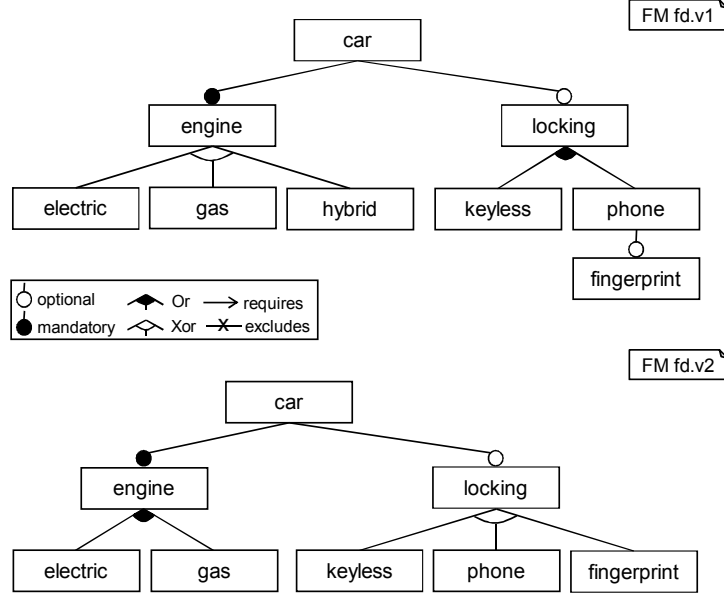 FM fd.v1
car
engine locking
electric gas hybrid keyless phone
fingerprint
optional Or requires
mandatory Xor X excludes
FM fd.v2
car
engine locking
electric gas keyless phone fingerprint